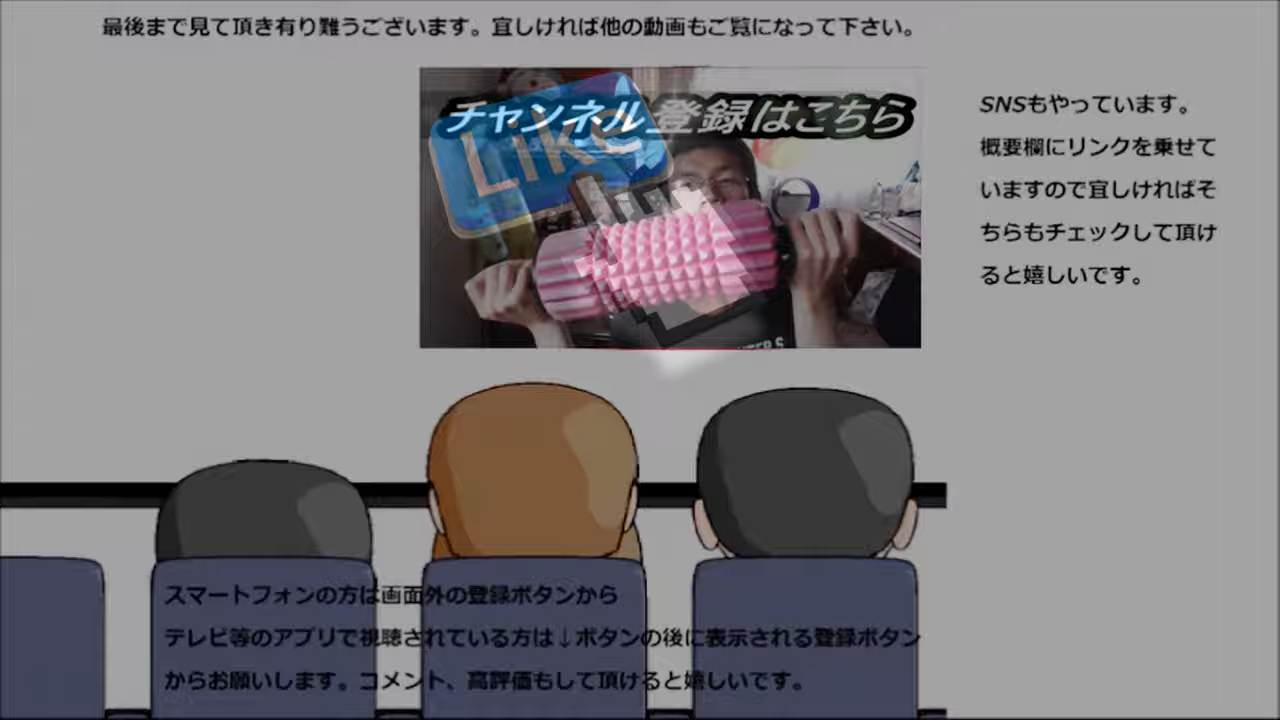 最後まで見て頂き有り難うございます。宜しければ他の動画もご覧になって下さい。
チャンネル登録はこちら
LIKE
SNSもやっています。
概要欄にリンクを乗せて
いますので宜しければそ
ちらもチェックして頂け
ると嬉しいです。
スマートフォンの方は画面外の登録ボタンから
テレビ等のアプリで視聴されている方は↓ボタンの後に表示される登録ボタン
からお願いします。コメント、高評価もして頂けると嬉しいです。